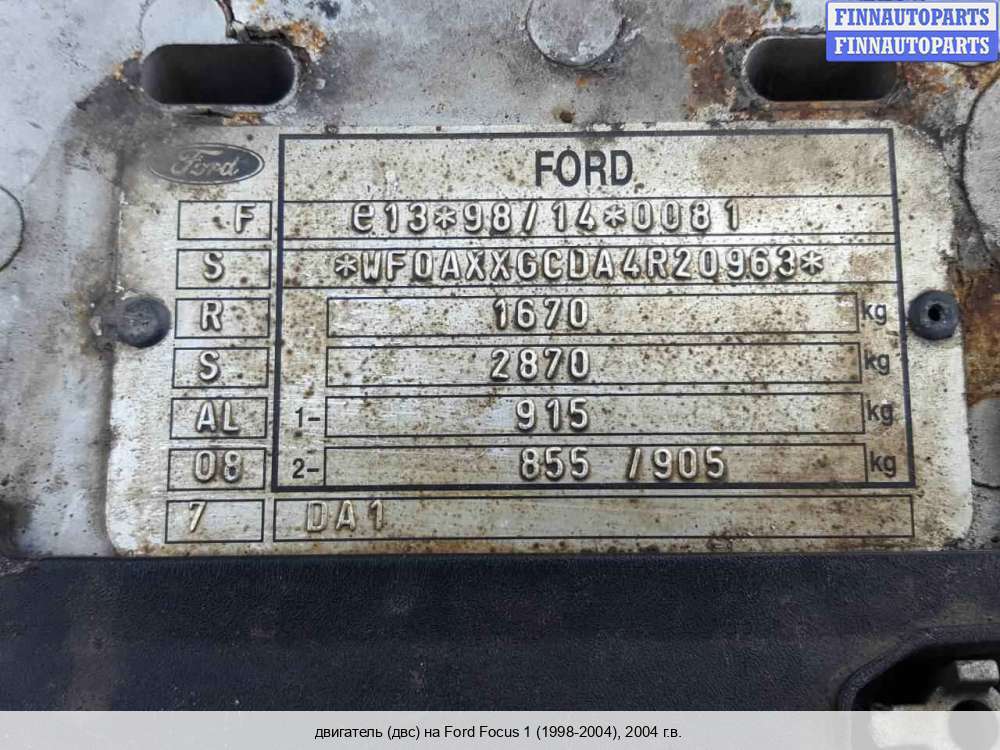 FINNAUTOPARTS
FINNAUTOPARTS
Ford
FORD
F e13*98/14*0081
S *WF0AXXGCDA4R20963*
R 1670 kg
S 2870 kg
AL 1- 915 kg
08 2- 855 /905 kg
7 DA1
двигатель (двс) на Ford Focus 1 (1998-2004), 2004 г.в.